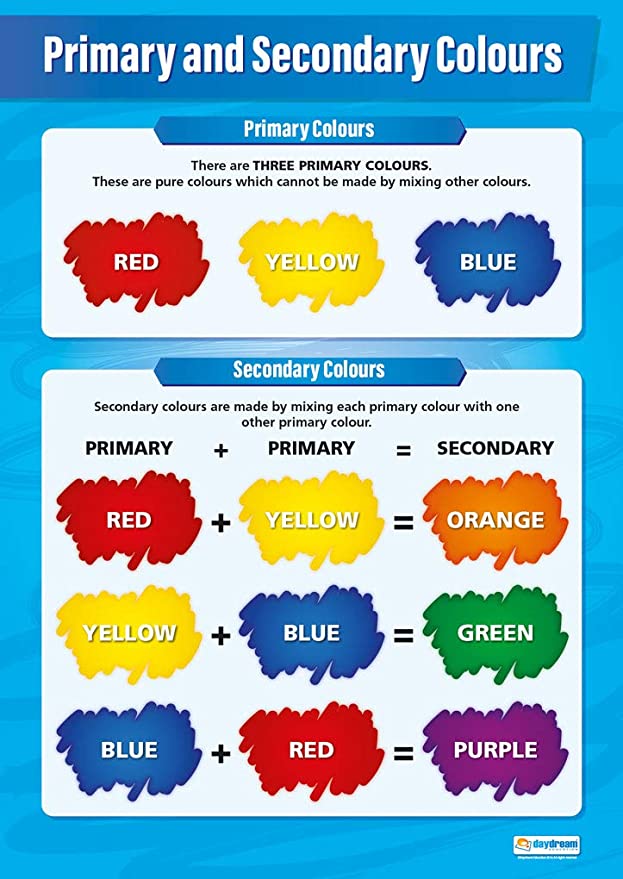 Primary and Secondary Colours
Primary Colours
There are THREE PRIMARY COLOURS.
These are pure colours which cannot be made by mixing other colours.
RED YELLOW BLUE
Secondary Colours
Secondary colours are made by mixing each primary colour with one
other primary colour.
PRIMARY + PRIMARY = SECONDARY
RED + YELLOW = ORANGE
YELLOW + BLUE = GREEN
BLUE + RED = PURPLE
daydream
EDUCATION